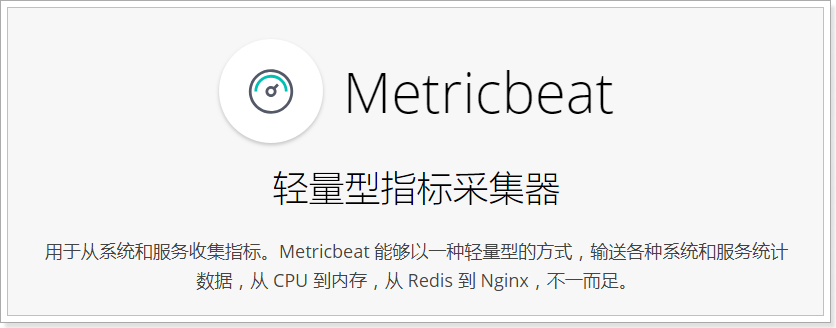 Metricbeat
轻量型指标采集器
用于从系统和服务收集指标。Metricbeat 能够以一种轻量型的方式，输送各种系统和服务统计
数据，从 CPU 到内存，从 Redis 到 Nginx，不一而足。